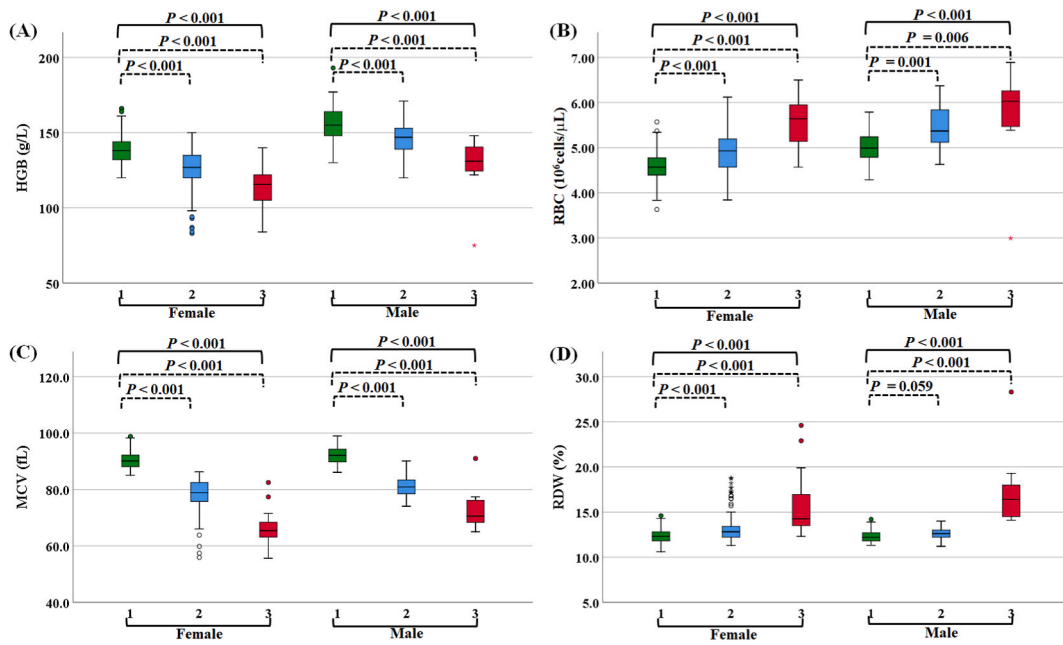 (A)
P < 0.001
P < 0.001
P < 0.001
P < 0.001
P < 0.001
P < 0.001
HGB (g/L)
200
150
100
50
1 2 3 1 2 3
Female Male
(B)
P < 0.001
P < 0.001
P < 0.001
P < 0.001
P = 0.006
P = 0.001
RBC (10⁶cells/μL)
7.00
6.00
5.00
4.00
3.00
2.00
1 2 3 1 2 3
Female Male
(C)
P < 0.001
P < 0.001
P < 0.001
P < 0.001
P < 0.001
P < 0.001
MCV (fL)
120.0
100.0
80.0
60.0
40.0
1 2 3 1 2 3
Female Male
(D)
P < 0.001
P < 0.001
P < 0.001
P < 0.001
P < 0.001
P = 0.059
RDW (%)
30.0
25.0
20.0
15.0
10.0
5.0
1 2 3 1 2 3
Female Male